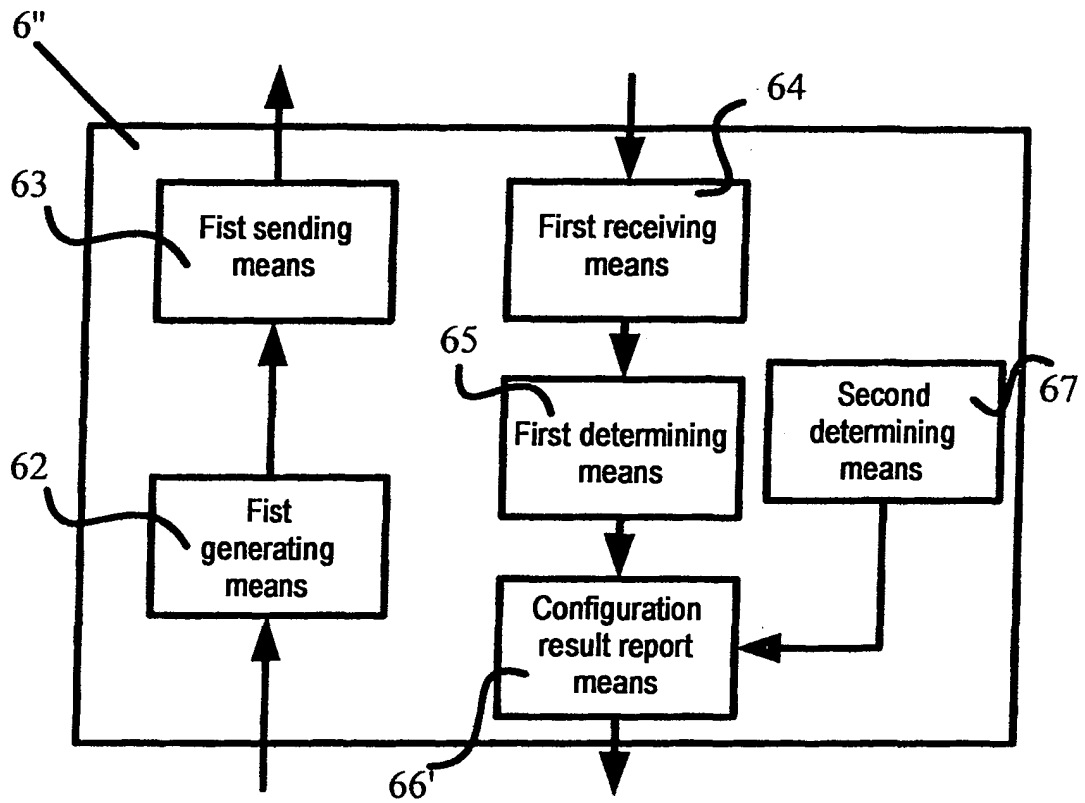 6"
64
63
Fist sending
means
First receiving
means
65
First determining
means
Second
determining
means
67
62
Fist
generating
means
Configuration
result report
means
66'